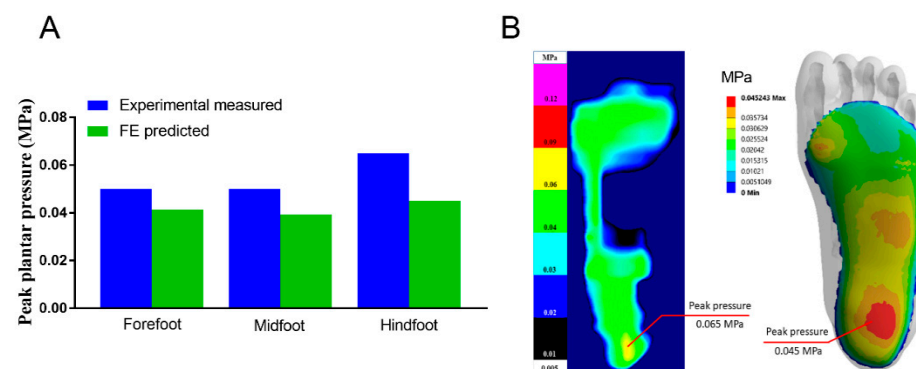 A
B
Peak plantar pressure (MPa)
0.08
0.06
0.04
0.02
0.00
Experimental measured
FE predicted
Forefoot
Midfoot
Hindfoot
MPa
0.12
0.09
0.06
0.04
0.03
0.02
0.01
0.005
Peak pressure
0.065 MPa
MPa
0.045243 Max
0.035734
0.030629
0.025524
0.02042
0.015315
0.01021
0.0051049
0 Min
Peak pressure
0.045 MPa